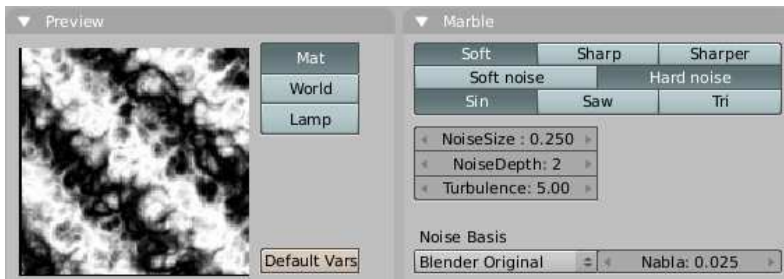 Preview
Mat
World
Lamp
Default Vars
Marble
Soft Sharp Sharper
Soft noise Hard noise
Sin Saw Tri
NoiseSize : 0.250
NoiseDepth: 2
Turbulence: 5.00
Noise Basis
Blender Original Nabla: 0.025